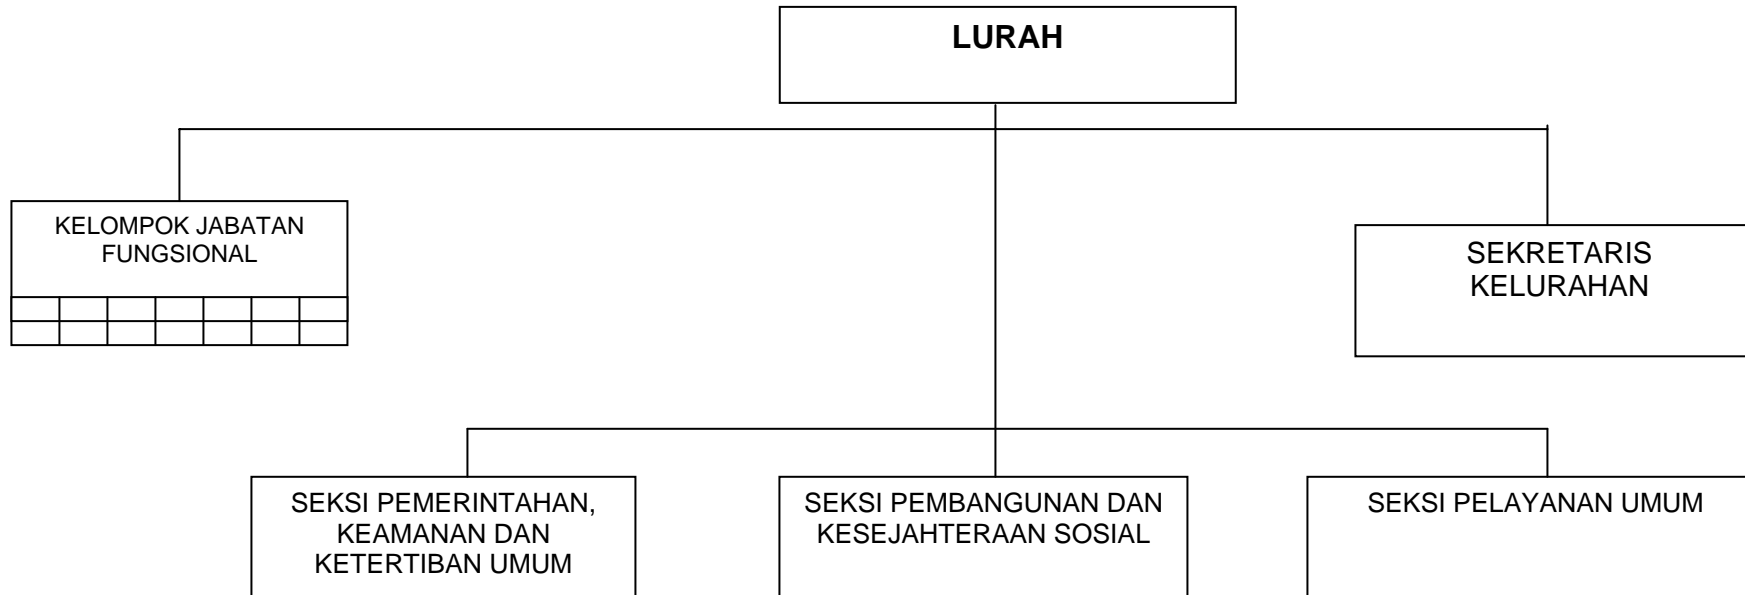 LURAH
KELOMPOK JABATAN
FUNGSIONAL
SEKRETARIS
KELURAHAN
SEKSI PEMERINTAHAN,
KEAMANAN DAN
KETERTIBAN UMUM
SEKSI PEMBANGUNAN DAN
KESEJAHTERAAN SOSIAL
SEKSI PELAYANAN UMUM